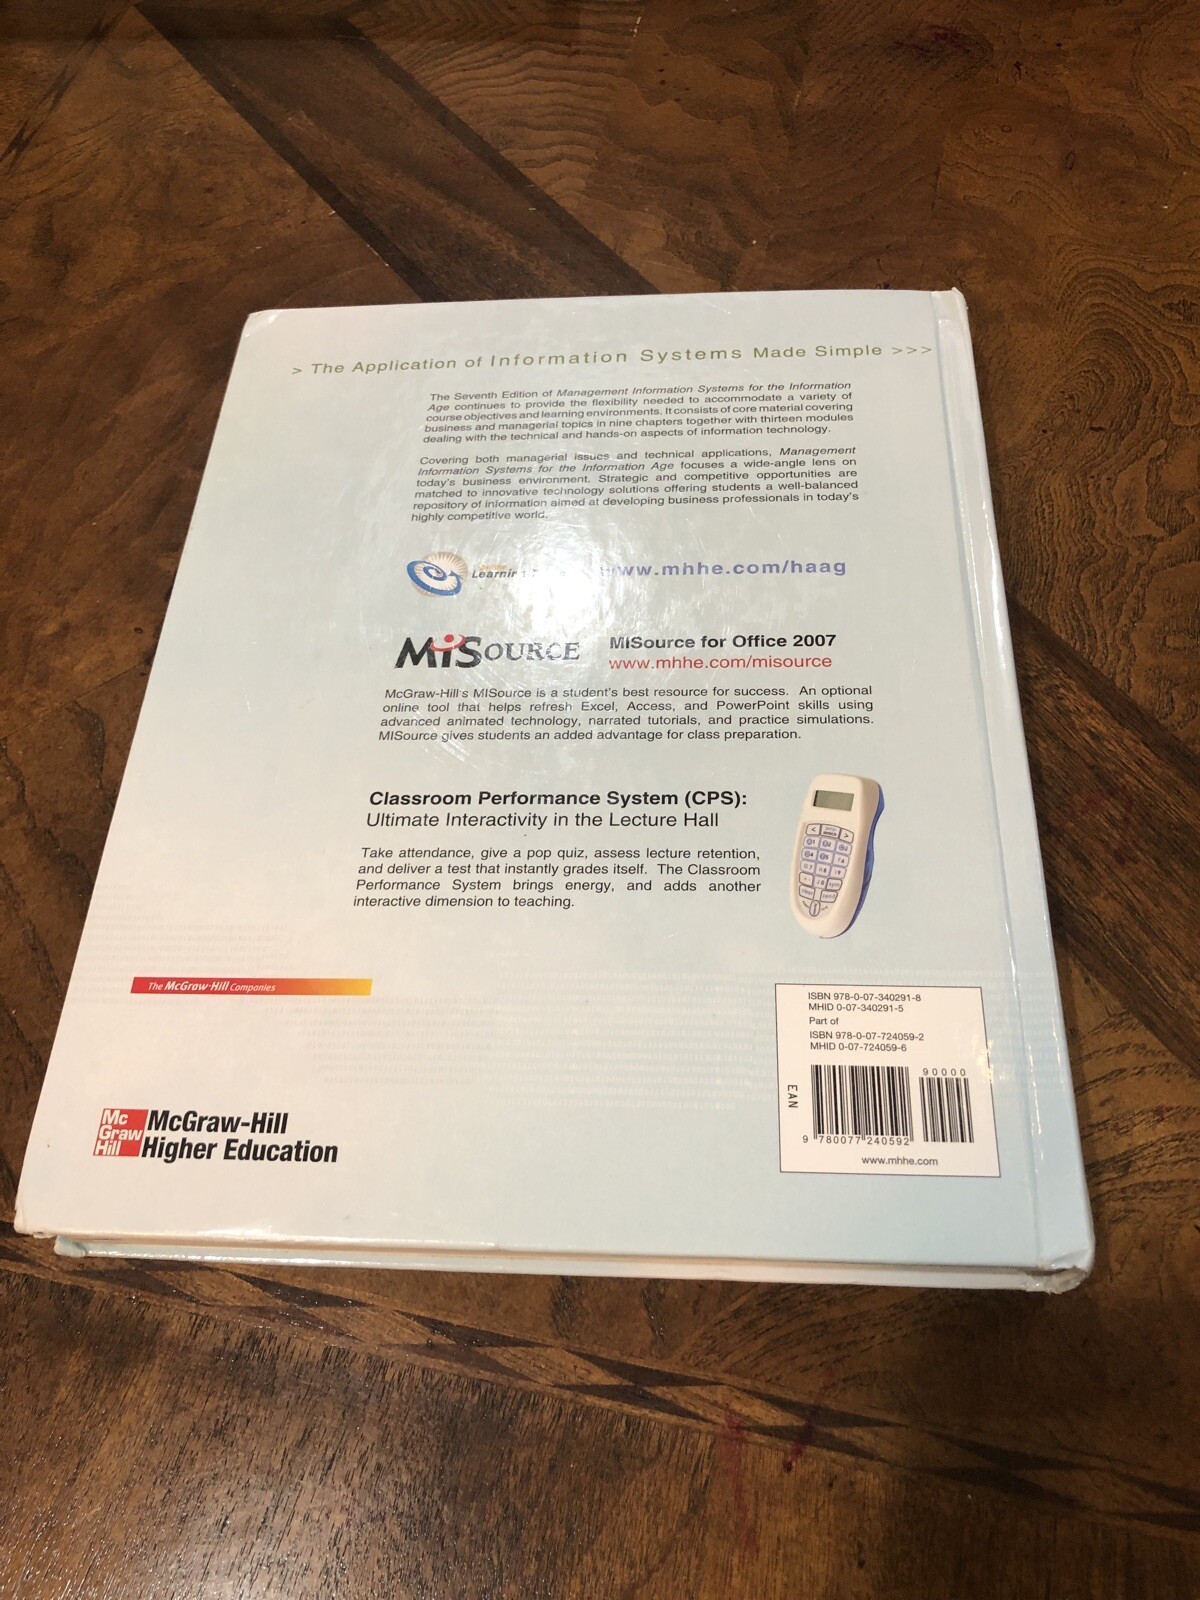 > The Application of Information Systems Made Simple >>>
The Seventh Edition of Management Information Systems for the Information
Age continues to provide the flexibility needed to accommodate a variety of
course objectives and learning environments. It consists of core material covering
business and managerial topics in nine chapters together with thirteen modules
dealing with the technical and hands-on aspects of information technology.
Covering both managerial issues and technical applications, Management
Information Systems for the Information Age focuses a wide-angle lens on
today's business environment. Strategic and competitive opportunities are
matched to innovative technology solutions offering students a well-balanced
repository of information aimed at developing business professionals in today's
highly competitive world.
www.mhhe.com/haag
MISOURCE
MISource for Office 2007
www.mhhe.com/misource
McGraw-Hill's MISource is a student's best resource for success. An optional
online tool that helps refresh Excel, Access, and PowerPoint skills using
advanced animated technology, narrated tutorials, and practice simulations.
MISource gives students an added advantage for class preparation.
Classroom Performance System (CPS):
Ultimate Interactivity in the Lecture Hall
Take attendance, give a pop quiz, assess lecture retention,
and deliver a test that instantly grades itself. The Classroom
Performance System brings energy, and adds another
interactive dimension to teaching.
The McGraw-Hill Companies
ISBN 978-0-07-340291-8
MHID 0-07-340291-5
Part of
ISBN 978-0-07-724059-2
MHID 0-07-724059-6
90000
EAN
9 780077 240592
www.mhhe.com
Mc
Graw
Hill
McGraw-Hill
Higher Education